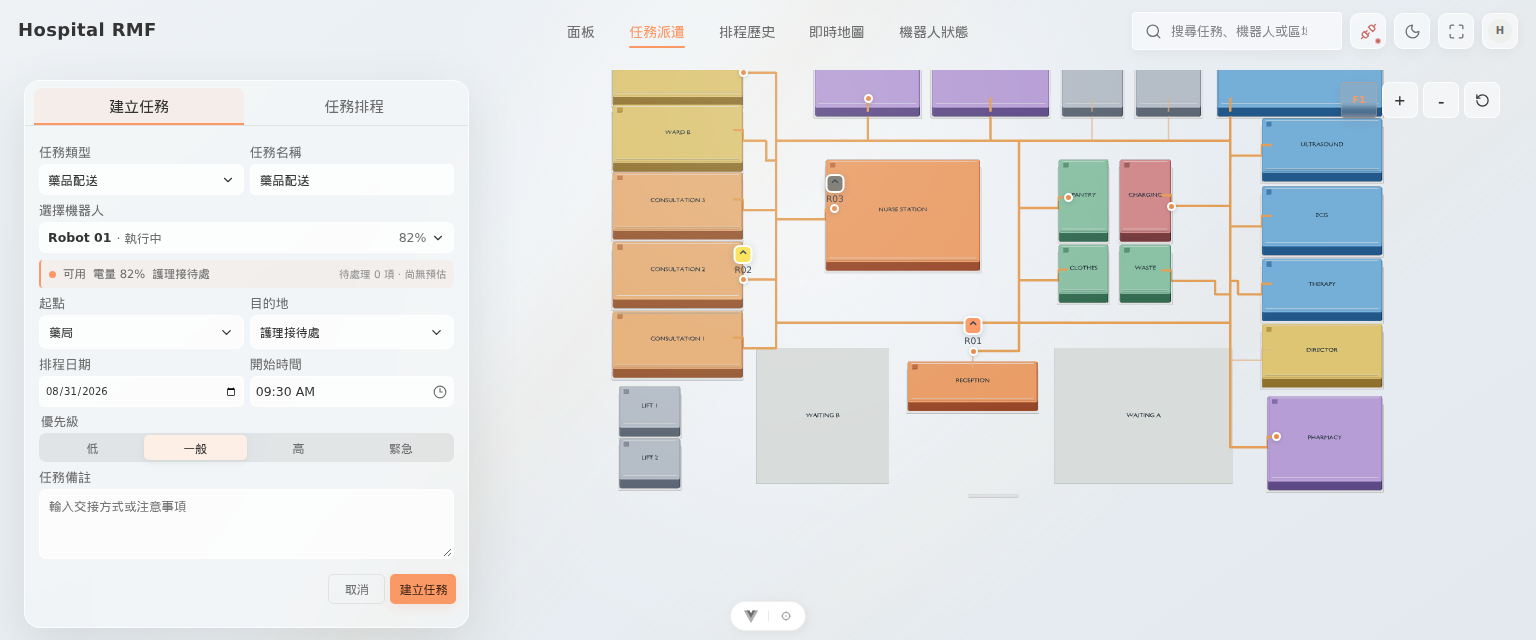 Hospital RMF
面板
任務派遣
排程歷史
即時地圖
機器人狀態
搜尋任務、機器人或區域
H
建立任務
任務排程
任務類型
任務名稱
藥品配送
藥品配送
選擇機器人
Robot 01 · 執行中
82%
可用 電量 82% 護理接待處
待處理 0 項 · 尚無預估
起點
目的地
藥局
護理接待處
排程日期
開始時間
08/31/2026
09:30 AM
優先級
低
一般
高
緊急
任務備註
輸入交接方式或注意事項
取消
建立任務
F1
+
-
WARD B
CONSULTATION 3
CONSULTATION 2
CONSULTATION 1
LIFT 1
LIFT 2
R02
R03
NURSE STATION
PANTRY
CHARGING
CLOTHES
WASTE
R01
RECEPTION
WAITING B
WAITING A
ULTRASOUND
ECG
THERAPY
DIRECTOR
PHARMACY